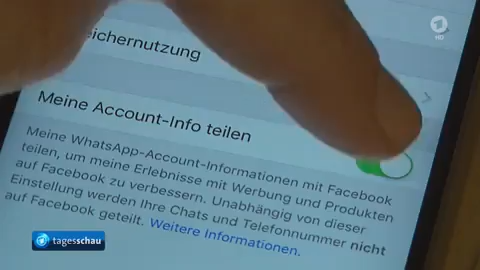 HD
eichernutzung
Meine Account-Info teilen
Meine WhatsApp-Account-Informationen mit Facebook
teilen, um meine Erlebnisse mit Werbung und Produkten
auf Facebook zu verbessern. Unabhängig von dieser
Einstellung werden Ihre Chats und Telefonnummer nicht
auf Facebook geteilt. Weitere Informationen.
tagesschau